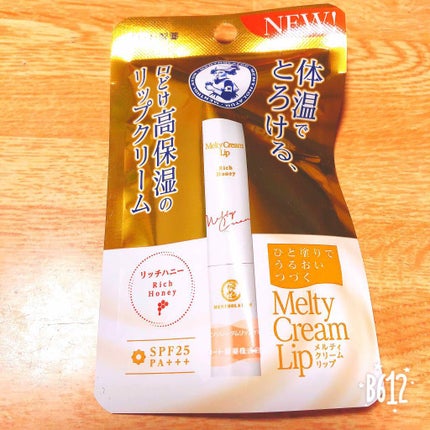 NEW!
体温で
とろける、
口どけ高保湿の
リップクリーム
MeltyCream
Lip
Rich
Honey
Melty
Cream
MENTHOLATUM
リッチハニー
Rich
Honey
SPF25
PA+++
ひと塗りで
うるおい
つづく
Melty
Cream
Lip
メルティ
クリーム
リップ
B612